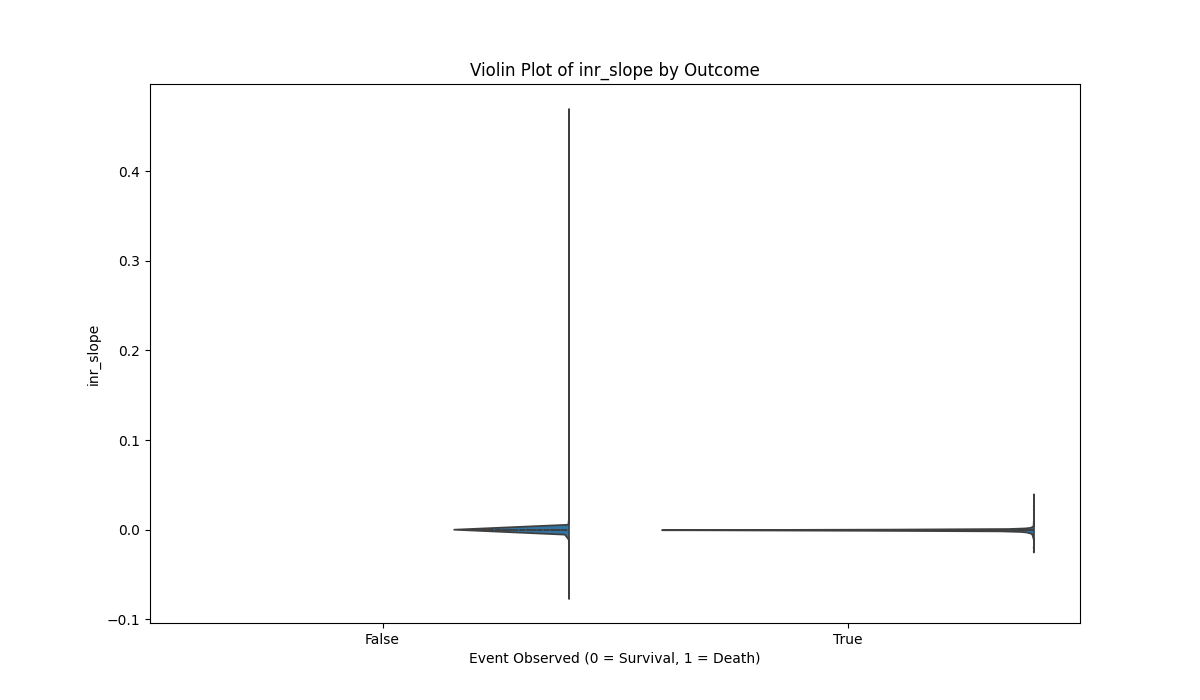 Violin Plot of inr_slope by Outcome
0.4
0.3
0.2
0.1
0.0
−0.1
inr_slope
False
True
Event Observed (0 = Survival, 1 = Death)